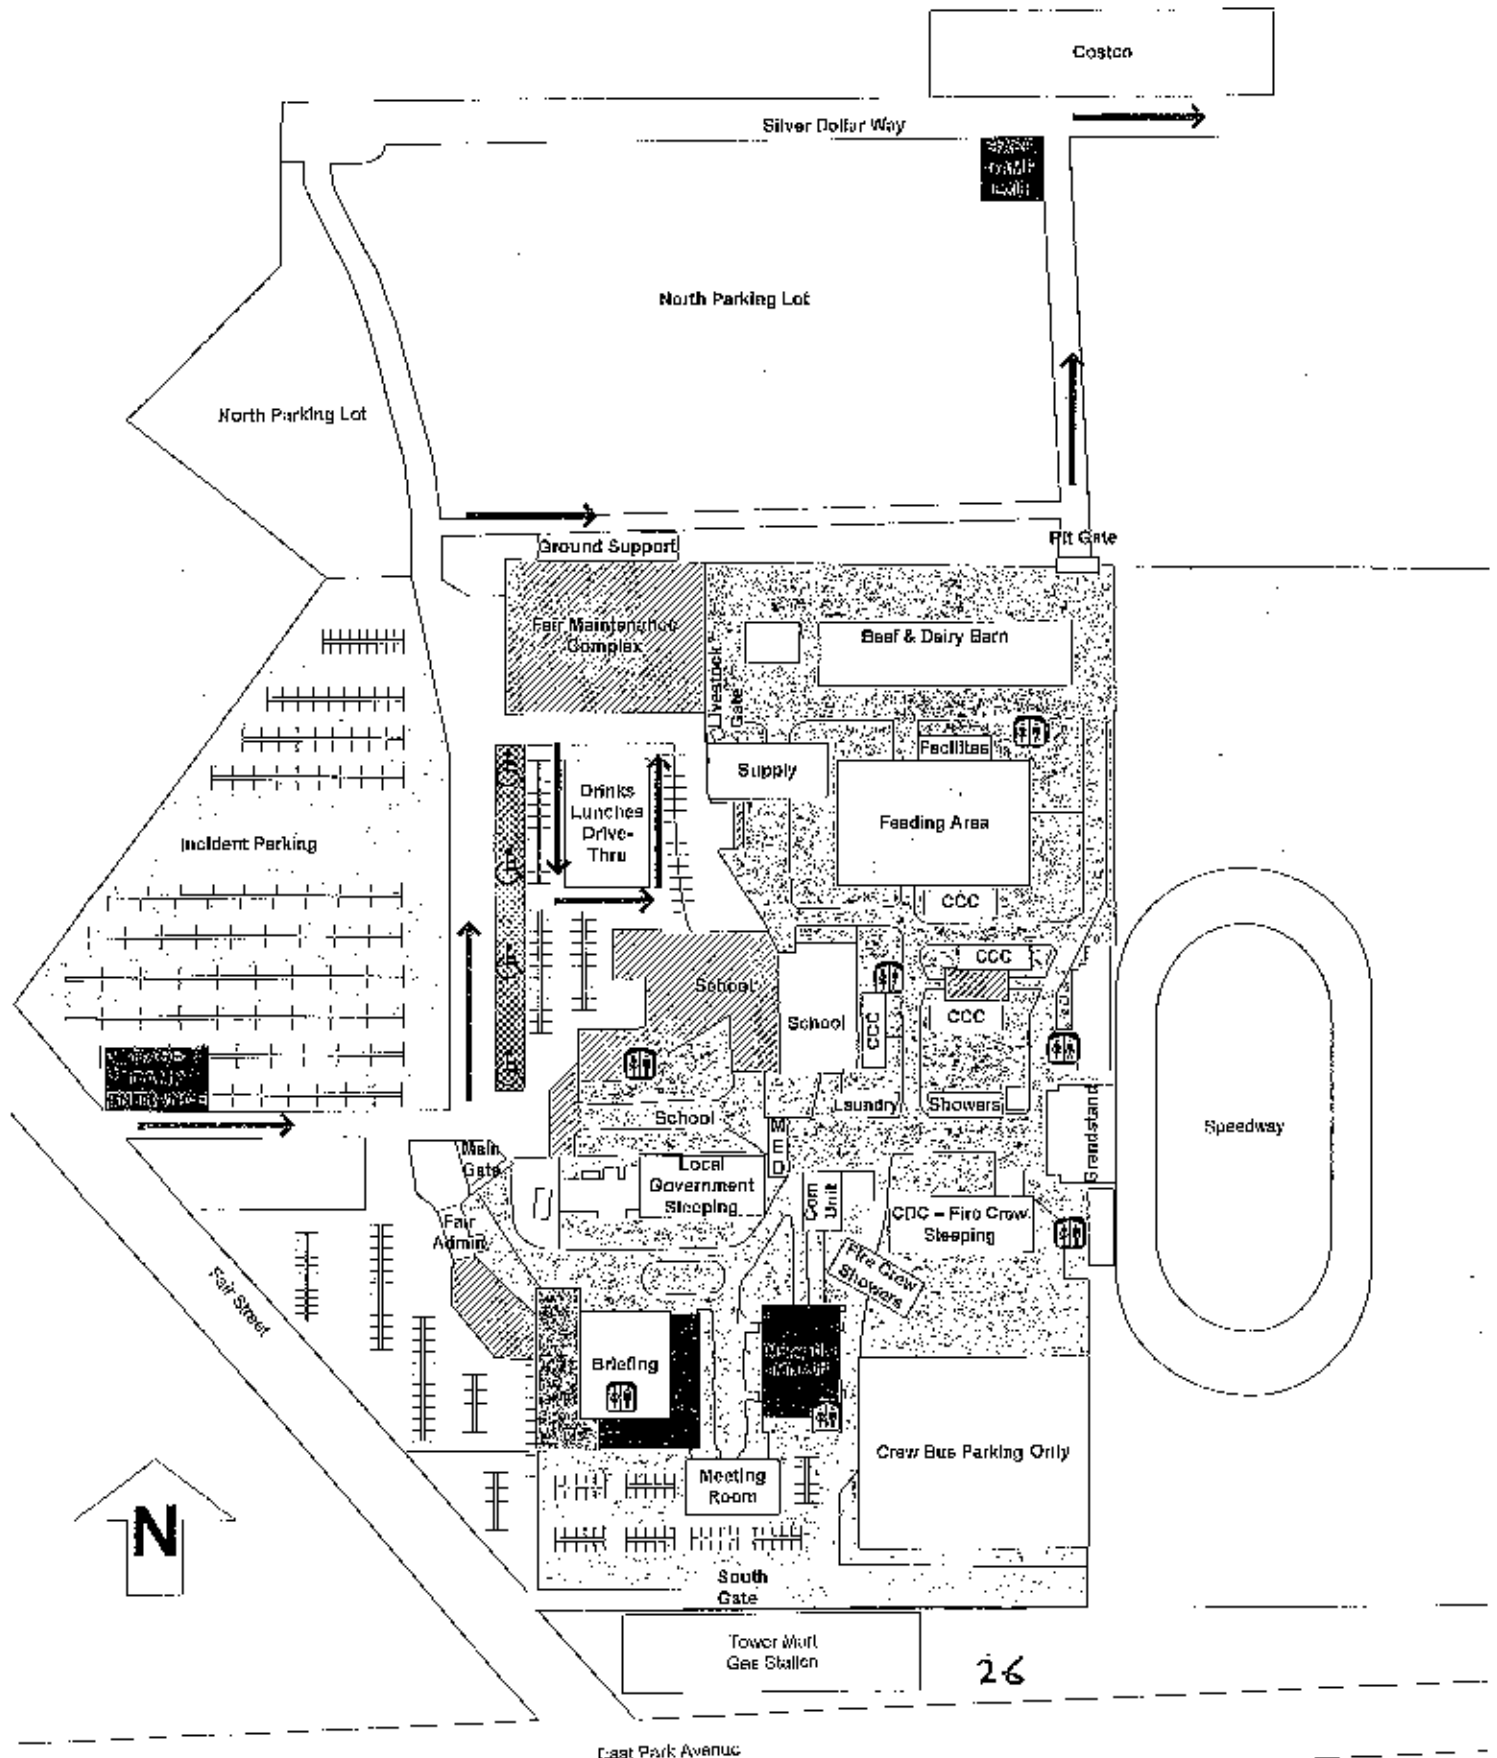 Costco
Silver Dollar Way
North Parking Lot
North Parking Lot
Pit Gate
Ground Support
Fair Maintenance
Complex
Beef & Dairy Barn
Livestock
Gate
Facilites
Supply
Drinks
Lunches
Drive-
Thru
Feeding Area
Incident Parking
CCC
CCC
School
School
CCC
CCC
School
Laundry
Showers
Grandstand
Speedway
MED
Main
Gate
Local
Government
Sleeping
Com
Unit
CDC – Fire Crew
Sleeping
Fair
Admin
Fire Crew
Showers
Fair Street
Briefing
Crew Bus Parking Only
Meeting
Room
N
South
Gate
Tower Mart
Gas Station
26
East Park Avenue